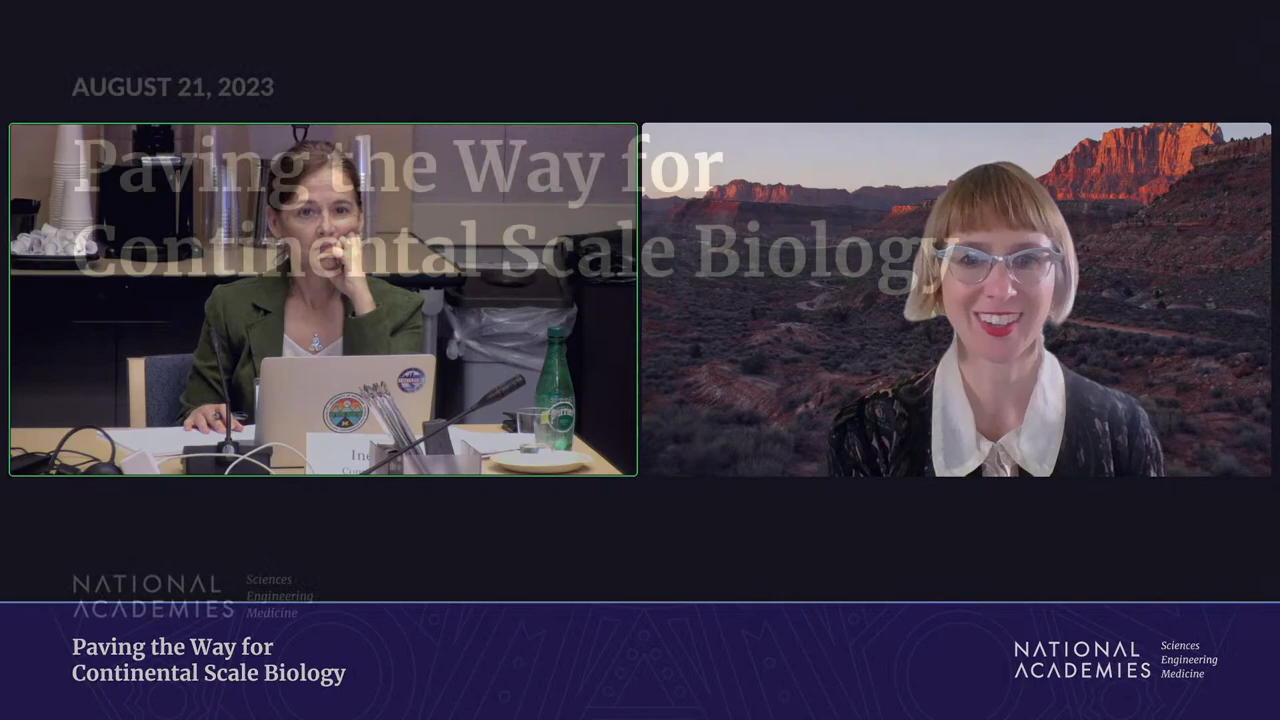 AUGUST 21, 2023
Paving the Way for
Continental Scale Biology
NATIONAL
ACADEMIES
Sciences
Engineering
Medicine
Paving the Way for
Continental Scale Biology
NATIONAL
ACADEMIES
Sciences
Engineering
Medicine